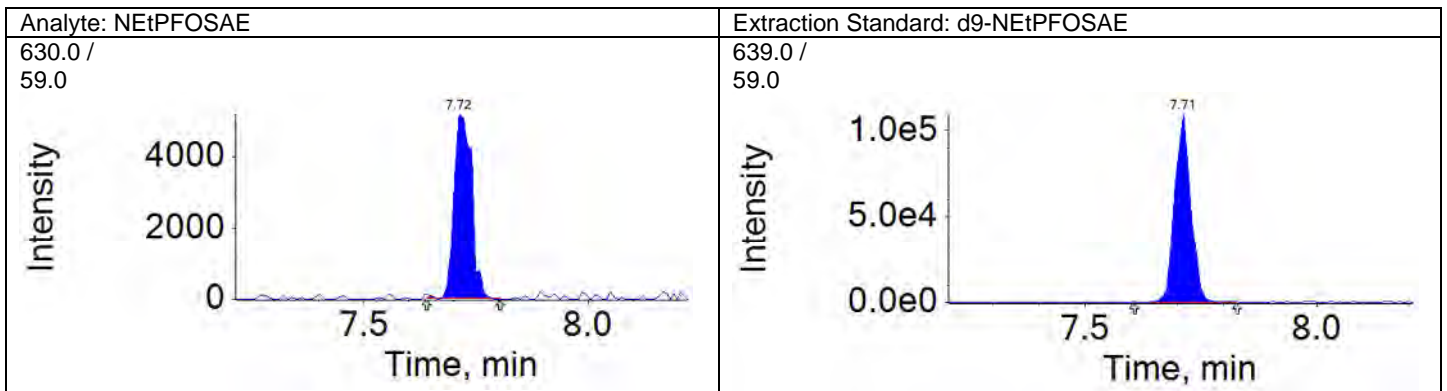 Analyte: NEtPFOSAE
630.0 /
59.0
7.72
4000
2000
0
Intensity
7.5
8.0
Time, min
Extraction Standard: d9-NEtPFOSAE
639.0 /
59.0
7.71
1.0e5
5.0e4
0.0e0
Intensity
7.5
8.0
Time, min